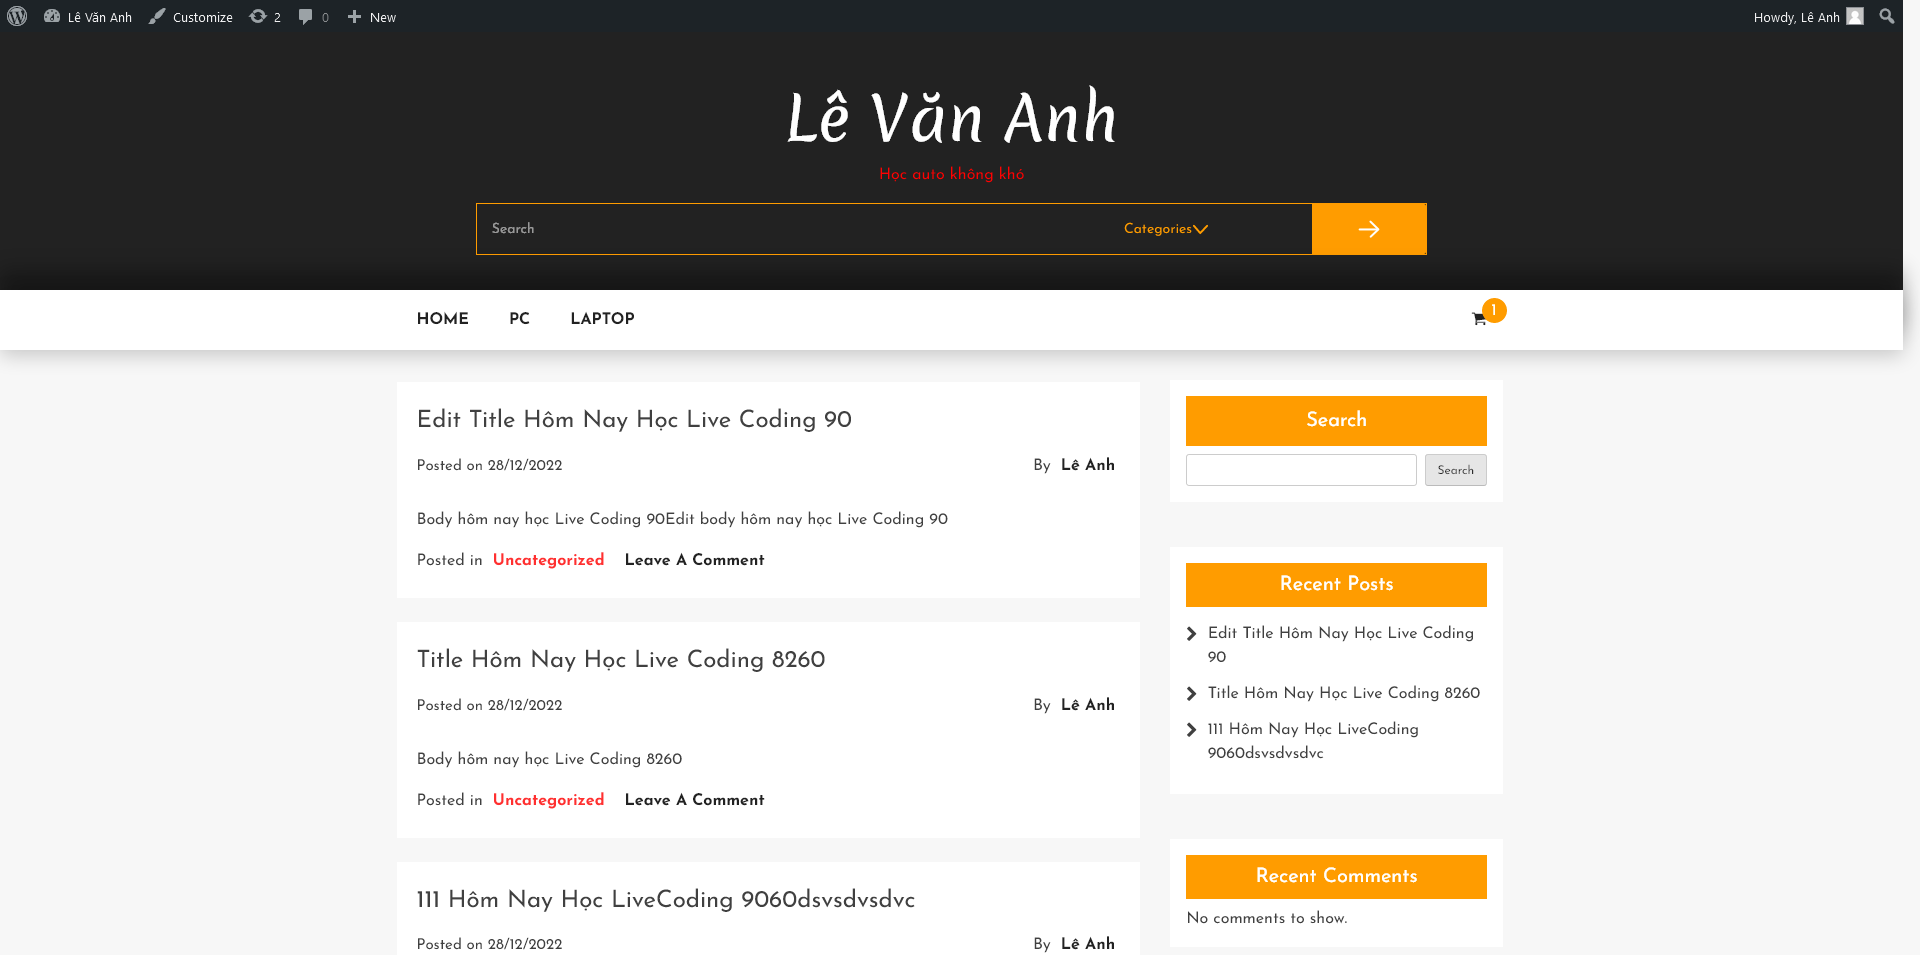 Lê Văn Anh Customize 2 0 New Howdy, Lê Anh
Lê Văn Anh
Học auto không khó
Search Categories
HOME PC LAPTOP 1
Edit Title Hôm Nay Học Live Coding 90
Posted on 28/12/2022 By Lê Anh
Body hôm nay học Live Coding 90Edit body hôm nay học Live Coding 90
Posted in Uncategorized Leave A Comment
Title Hôm Nay Học Live Coding 8260
Posted on 28/12/2022 By Lê Anh
Body hôm nay học Live Coding 8260
Posted in Uncategorized Leave A Comment
111 Hôm Nay Học LiveCoding 9060dsvsdvsdvc
Posted on 28/12/2022 By Lê Anh
Search
Search
Recent Posts
Edit Title Hôm Nay Học Live Coding
90
Title Hôm Nay Học Live Coding 8260
111 Hôm Nay Học LiveCoding
9060dsvsdvsdvc
Recent Comments
No comments to show.